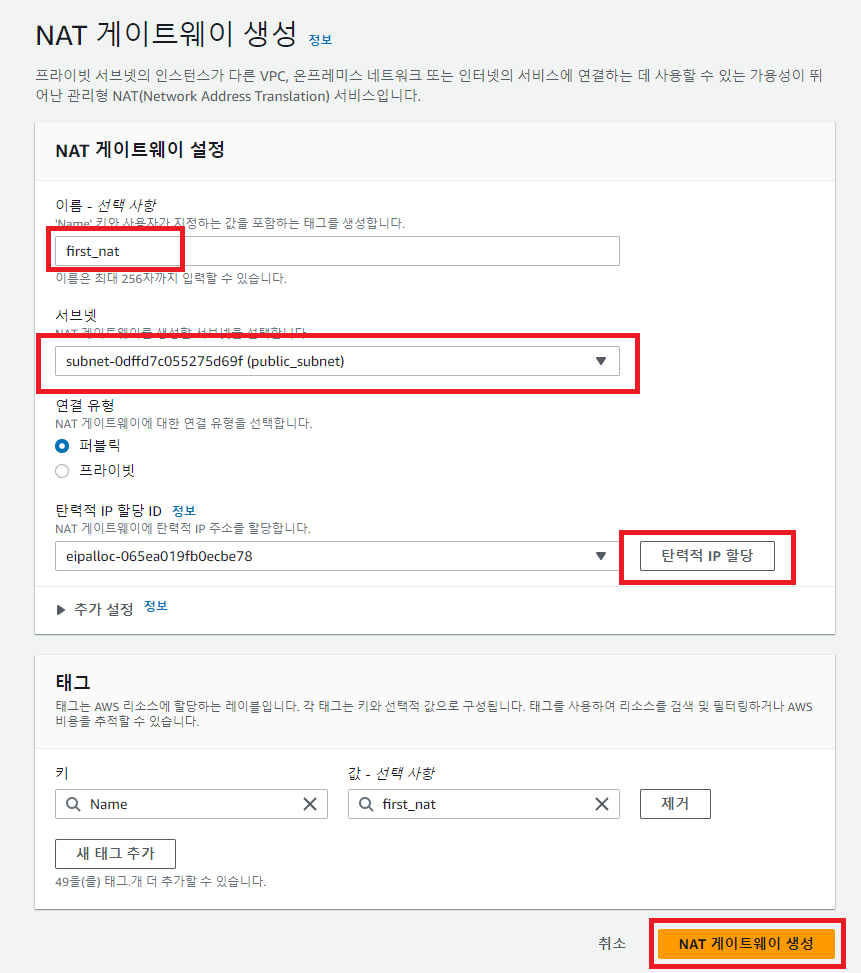 NAT 게이트웨이 생성 정보
프라이빗 서브넷의 인스턴스가 다른 VPC, 온프레미스 네트워크 또는 인터넷의 서비스에 연결하는 데 사용할 수 있는 가용성이 뛰
어난 관리형 NAT(Network Address Translation) 서비스입니다.
NAT 게이트웨이 설정
이름 - 선택 사항
'Name' 키와 사용자가 지정하는 값을 포함하는 태그를 생성합니다.
first_nat
이름은 최대 256자까지 입력할 수 있습니다.
서브넷
NAT 게이트웨이를 생성할 서브넷을 선택합니다.
subnet-0dffd7c055275d69f (public_subnet)
연결 유형
NAT 게이트웨이에 대한 연결 유형을 선택합니다.
퍼블릭
프라이빗
탄력적 IP 할당 ID 정보
NAT 게이트웨이에 탄력적 IP 주소를 할당합니다.
eipalloc-065ea019fb0ecbe78 탄력적 IP 할당
추가 설정 정보
태그
태그는 AWS 리소스에 할당하는 레이블입니다. 각 태그는 키와 선택적 값으로 구성됩니다. 태그를 사용하여 리소스를 검색 및 필터링하거나 AWS
비용을 추적할 수 있습니다.
키 값 - 선택 사항
Name first_nat 제거
새 태그 추가
49을(를) 태그.개 더 추가할 수 있습니다.
취소 NAT 게이트웨이 생성